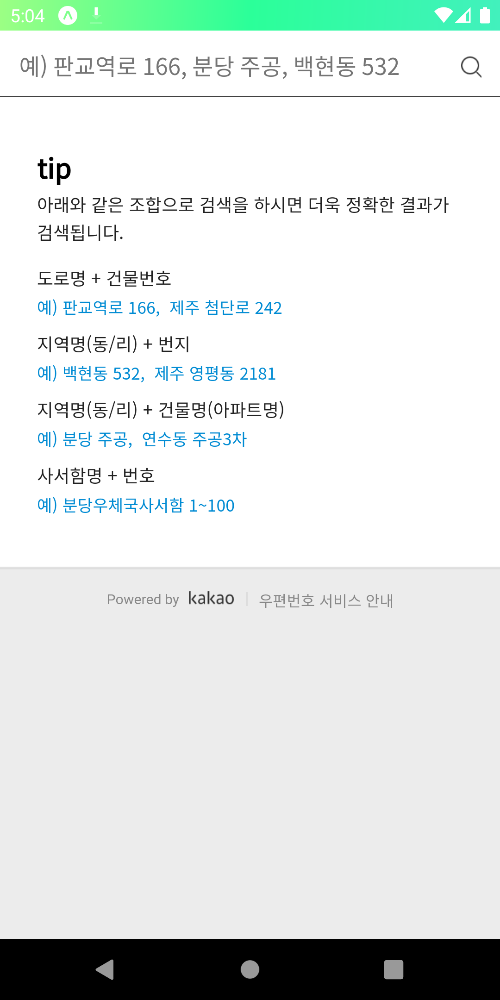 5:04
예) 판교역로 166, 분당 주공, 백현동 532
tip
아래와 같은 조합으로 검색을 하시면 더욱 정확한 결과가
검색됩니다.
도로명 + 건물번호
예) 판교역로 166, 제주 첨단로 242
지역명(동/리) + 번지
예) 백현동 532, 제주 영평동 2181
지역명(동/리) + 건물명(아파트명)
예) 분당 주공, 연수동 주공3차
사서함명 + 번호
예) 분당우체국사서함 1~100
Powered by kakao 우편번호 서비스 안내